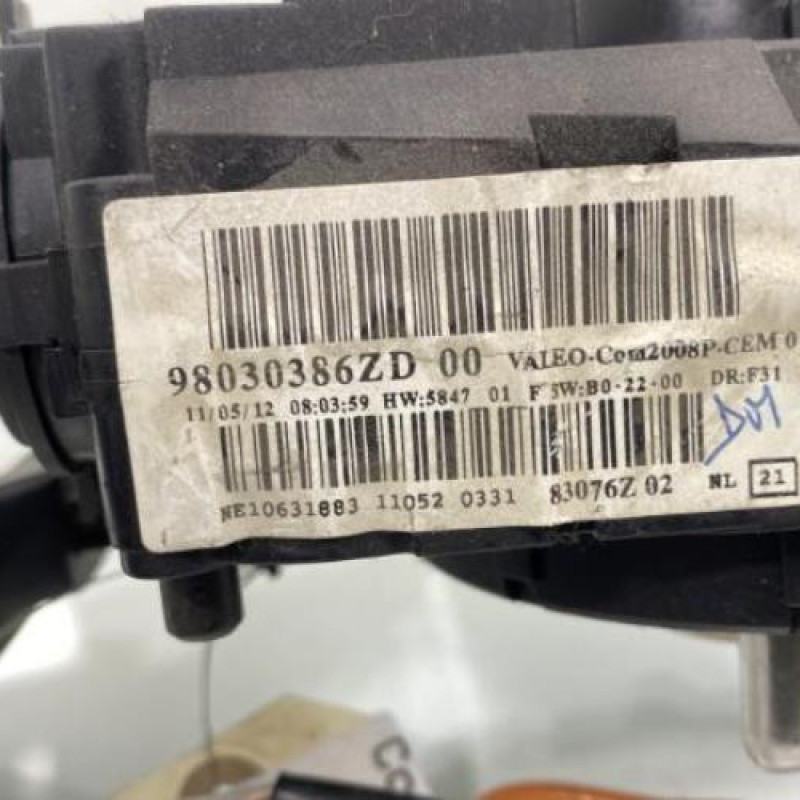 98030386ZD 00 VALEO-Com2008P-CEM 0
11/05/12 08:03:59 HW:5847 01 F SW:B0-22-00 DR:F31
NE10631883 11052 0331 83076Z 02 NL 21